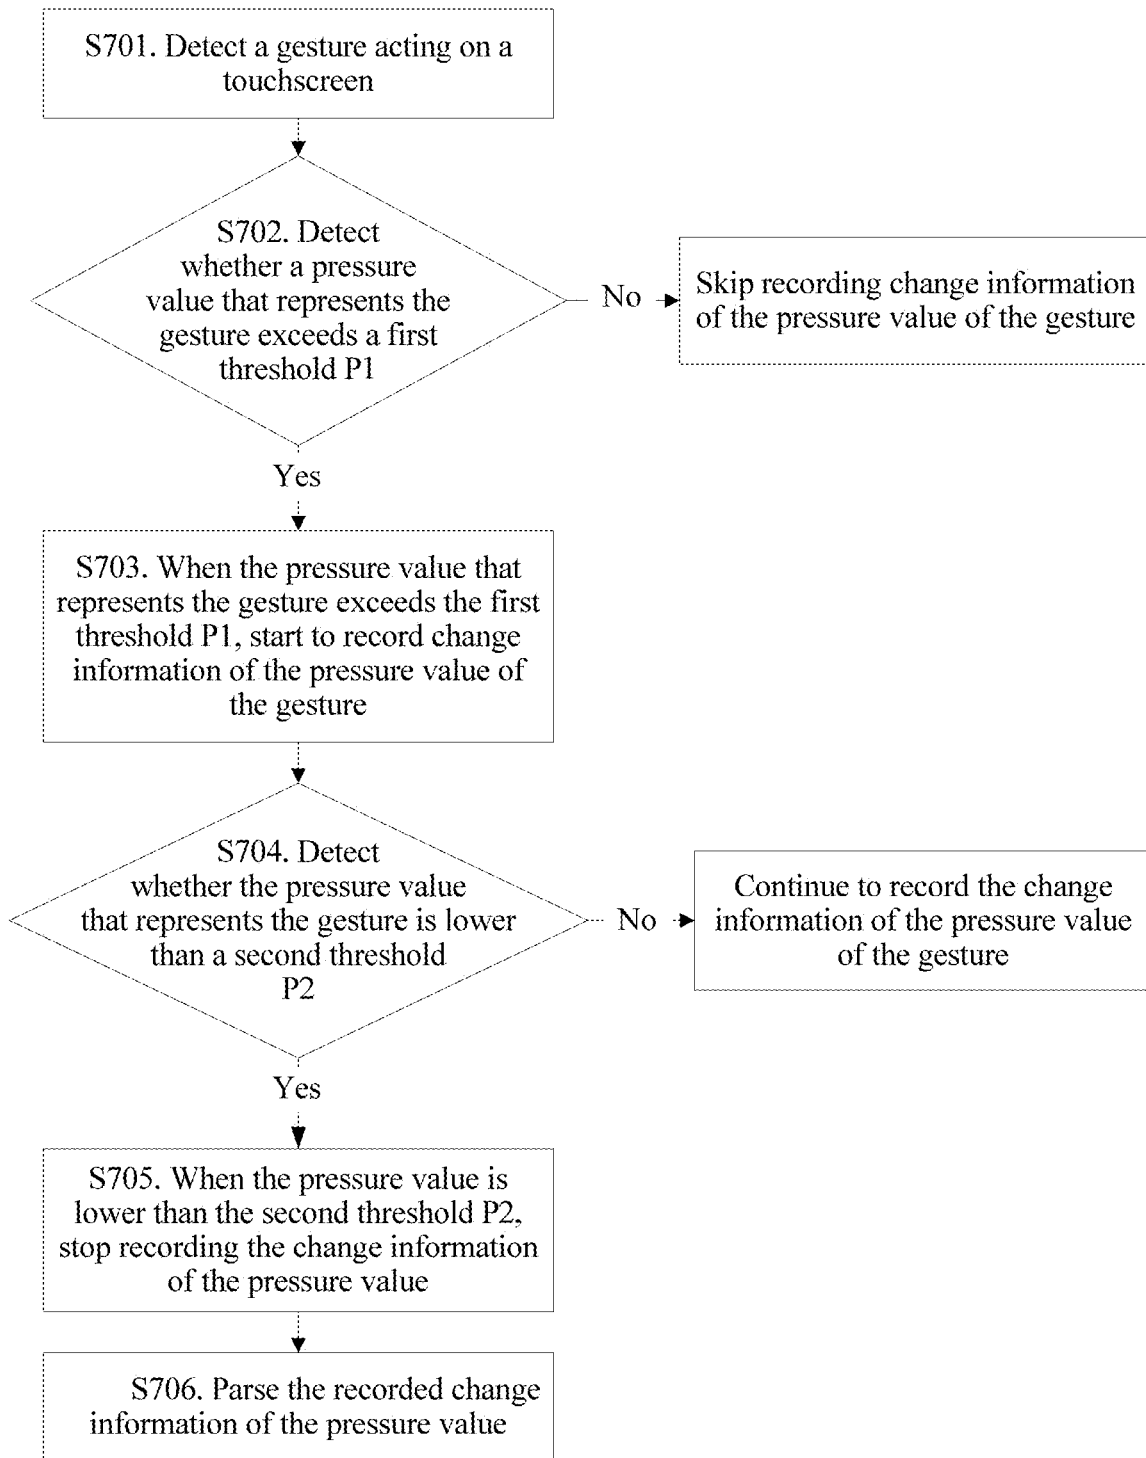 S701. Detect a gesture acting on a
touchscreen
S702. Detect
whether a pressure
value that represents the
gesture exceeds a first
threshold P1
No
Skip recording change information
of the pressure value of the gesture
Yes
S703. When the pressure value that
represents the gesture exceeds the first
threshold P1, start to record change
information of the pressure value of
the gesture
S704. Detect
whether the pressure value
that represents the gesture is lower
than a second threshold
P2
No
Continue to record the change
information of the pressure value
of the gesture
Yes
S705. When the pressure value is
lower than the second threshold P2,
stop recording the change information
of the pressure value
S706. Parse the recorded change
information of the pressure value